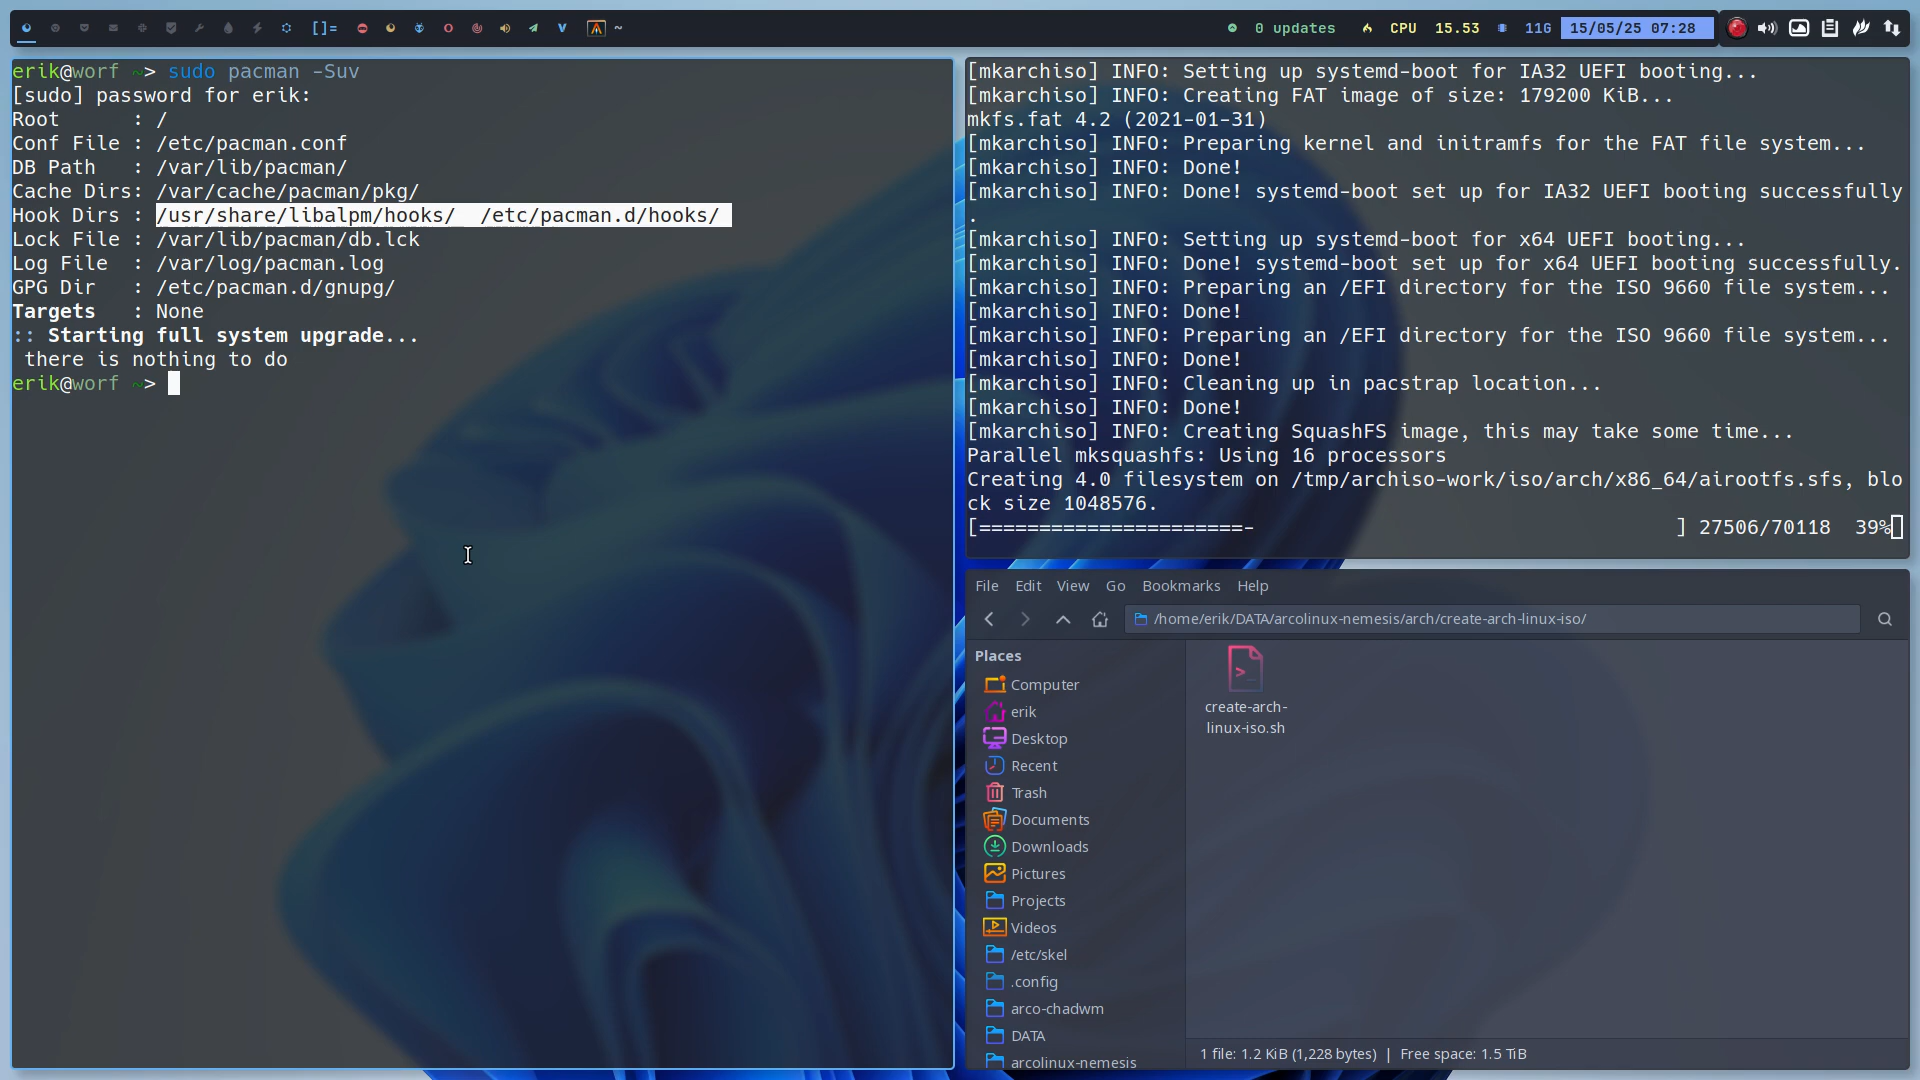 []= ~ 0 updates CPU 15.53 11G 15/05/25 07:28
erik@worf ~> sudo pacman -Suv
[sudo] password for erik:
Root      : /
Conf File : /etc/pacman.conf
DB Path   : /var/lib/pacman/
Cache Dirs: /var/cache/pacman/pkg/
Hook Dirs : /usr/share/libalpm/hooks/  /etc/pacman.d/hooks/
Lock File : /var/lib/pacman/db.lck
Log File  : /var/log/pacman.log
GPG Dir   : /etc/pacman.d/gnupg/
Targets   : None
:: Starting full system upgrade...
 there is nothing to do
erik@worf ~>
[mkarchiso] INFO: Setting up systemd-boot for IA32 UEFI booting...
[mkarchiso] INFO: Creating FAT image of size: 179200 KiB...
mkfs.fat 4.2 (2021-01-31)
[mkarchiso] INFO: Preparing kernel and initramfs for the FAT file system...
[mkarchiso] INFO: Done!
[mkarchiso] INFO: Done! systemd-boot set up for IA32 UEFI booting successfully
.
[mkarchiso] INFO: Setting up systemd-boot for x64 UEFI booting...
[mkarchiso] INFO: Done! systemd-boot set up for x64 UEFI booting successfully.
[mkarchiso] INFO: Preparing an /EFI directory for the ISO 9660 file system...
[mkarchiso] INFO: Done!
[mkarchiso] INFO: Preparing an /EFI directory for the ISO 9660 file system...
[mkarchiso] INFO: Done!
[mkarchiso] INFO: Cleaning up in pacstrap location...
[mkarchiso] INFO: Done!
[mkarchiso] INFO: Creating SquashFS image, this may take some time...
Parallel mksquashfs: Using 16 processors
Creating 4.0 filesystem on /tmp/archiso-work/iso/arch/x86_64/airootfs.sfs, blo
ck size 1048576.
[======================-                                   ] 27506/70118  39%
File Edit View Go Bookmarks Help
/home/erik/DATA/arcolinux-nemesis/arch/create-arch-linux-iso/
Places
Computer
erik
Desktop
Recent
Trash
Documents
Downloads
Pictures
Projects
Videos
/etc/skel
.config
arco-chadwm
DATA
arcolinux-nemesis
create-arch-
linux-iso.sh
1 file: 1.2 KiB (1,228 bytes) | Free space: 1.5 TiB